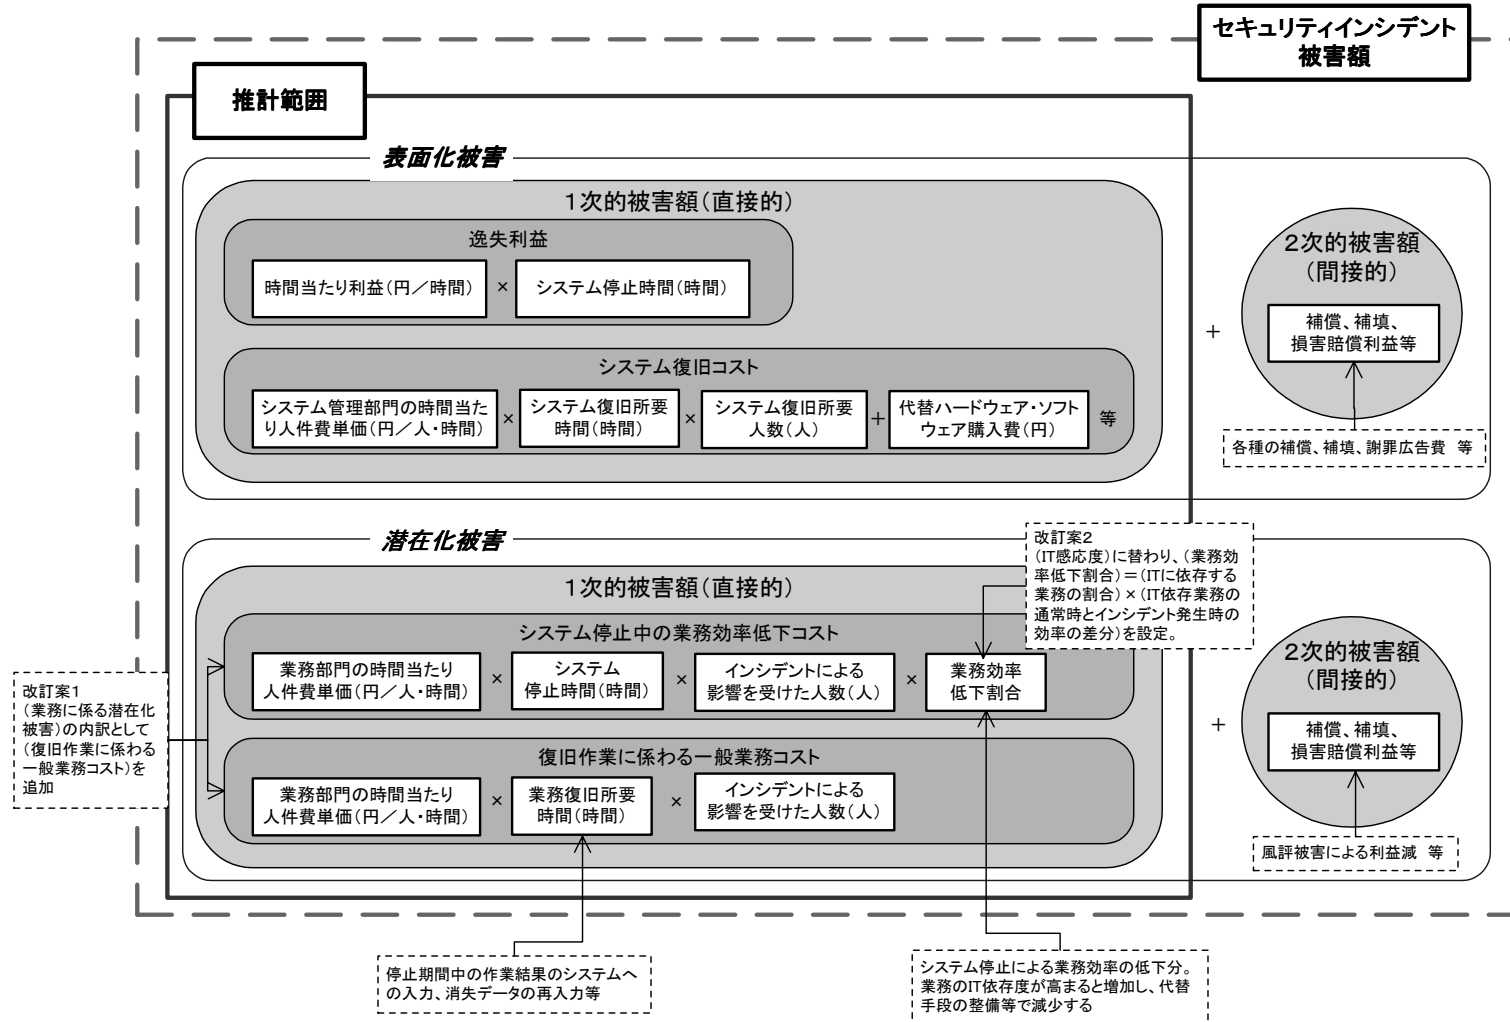 セキュリティインシデント
被害額
推計範囲
表面化被害
1次的被害額(直接的)
逸失利益
時間当たり利益(円／時間)
×
システム停止時間(時間)
システム復旧コスト
システム管理部門の時間当た
り人件費単価(円／人・時間)
×
システム復旧所要
時間(時間)
×
システム復旧所要
人数(人)
＋
代替ハードウェア・ソフト
ウェア購入費(円)
等
＋
2次的被害額
(間接的)
補償、補填、
損害賠償利益等
各種の補償、補填、謝罪広告費　等
潜在化被害
1次的被害額(直接的)
改訂案2
(IT感応度)に替わり、(業務効
率低下割合)＝(ITに依存する
業務の割合)×(IT依存業務の
通常時とインシデント発生時の
効率の差分)を設定。
システム停止中の業務効率低下コスト
業務部門の時間当たり
人件費単価(円／人・時間)
×
システム
停止時間(時間)
×
インシデントによる
影響を受けた人数(人)
×
業務効率
低下割合
改訂案1
(業務に係る潜在化
被害)の内訳として
(復旧作業に係わる
一般業務コスト)を
追加
復旧作業に係わる一般業務コスト
業務部門の時間当たり
人件費単価(円／人・時間)
×
業務復旧所要
時間(時間)
×
インシデントによる
影響を受けた人数(人)
＋
2次的被害額
(間接的)
補償、補填、
損害賠償利益等
風評被害による利益減　等
停止期間中の作業結果のシステムへ
の入力、消失データの再入力等
システム停止による業務効率の低下分。
業務のIT依存度が高まると増加し、代替
手段の整備等で減少する